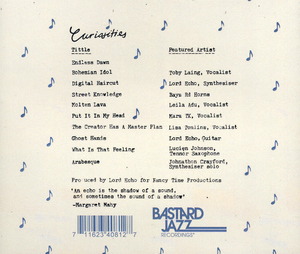 Curiosities
Tittle Featured Artist
Endless Dawn
Bohemian Idol Toby Laing, Vocalist
Digital Haircut Lord Echo, Synthesiser
Street Knowledge Bays Rd Horns
Molten Lava Leila Adu, Vocalist
Put It In My Head Mara TK, Vocalist
The Creator Has A Master Plan Lisa Tomlins, Vocalist
Ghost Hands Lord Echo, Guitar
What Is That Feeling Lucien Johnson,
Tennor Saxophone
Arabesque Johnathon Crayford,
Synthesiser solo
Produced by Lord Echo for Nancy Time Productions
"An echo is the shadow of a sound,
and sometimes the sound of a shadow"
-Margaret Mahy
7 11623 40812 7
BASTARD
JAZZ
RECORDINGS